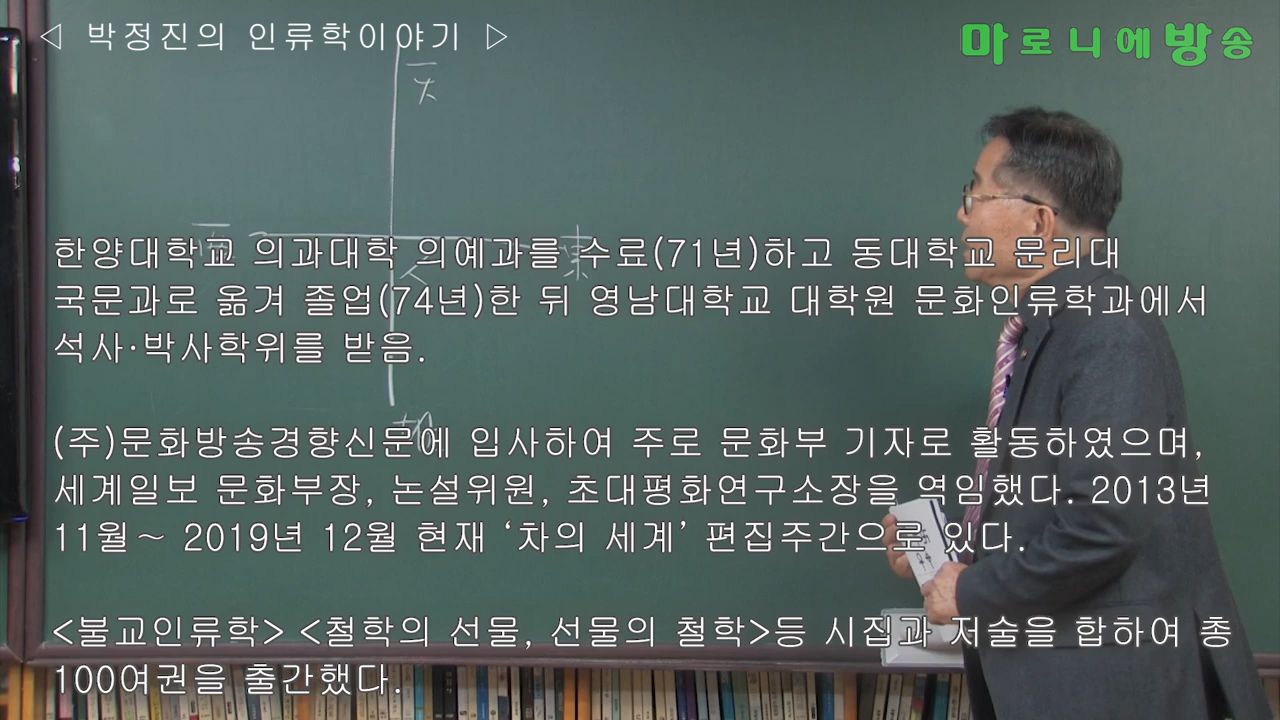 ◁ 박정진의 인류학이야기 ▷
마로니에방송
天
東
한양대학교 의과대학 의예과를 수료(71년)하고 동대학교 문리대
국문과로 옮겨 졸업(74년)한 뒤 영남대학교 대학원 문화인류학과에서
석사·박사학위를 받음.
(주)문화방송경향신문에 입사하여 주로 문화부 기자로 활동하였으며,
세계일보 문화부장, 논설위원, 초대평화연구소장을 역임했다. 2013년
11월~ 2019년 12월 현재 ‘차의 세계’ 편집주간으로 있다.
<불교인류학> <철학의 선물, 선물의 철학>등 시집과 저술을 합하여 총
100여권을 출간했다.